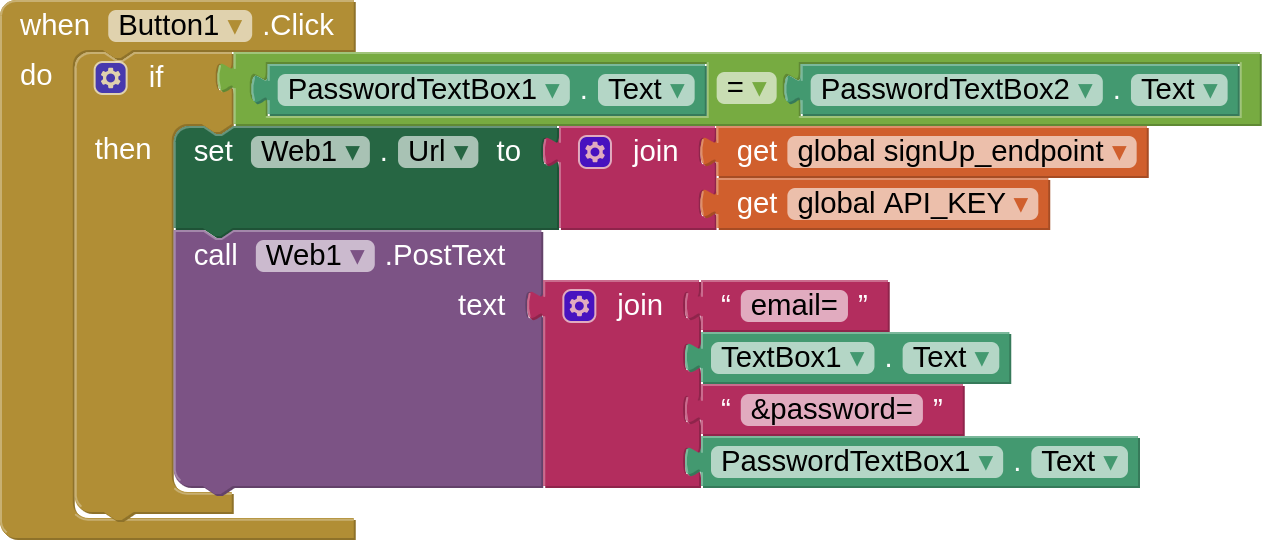 when Button1 .Click
do if PasswordTextBox1 . Text = PasswordTextBox2 . Text
then set Web1 . Url to join get global signUp_endpoint
get global API_KEY
call Web1 .PostText
text join “ email= ”
TextBox1 . Text
“ &password= ”
PasswordTextBox1 . Text